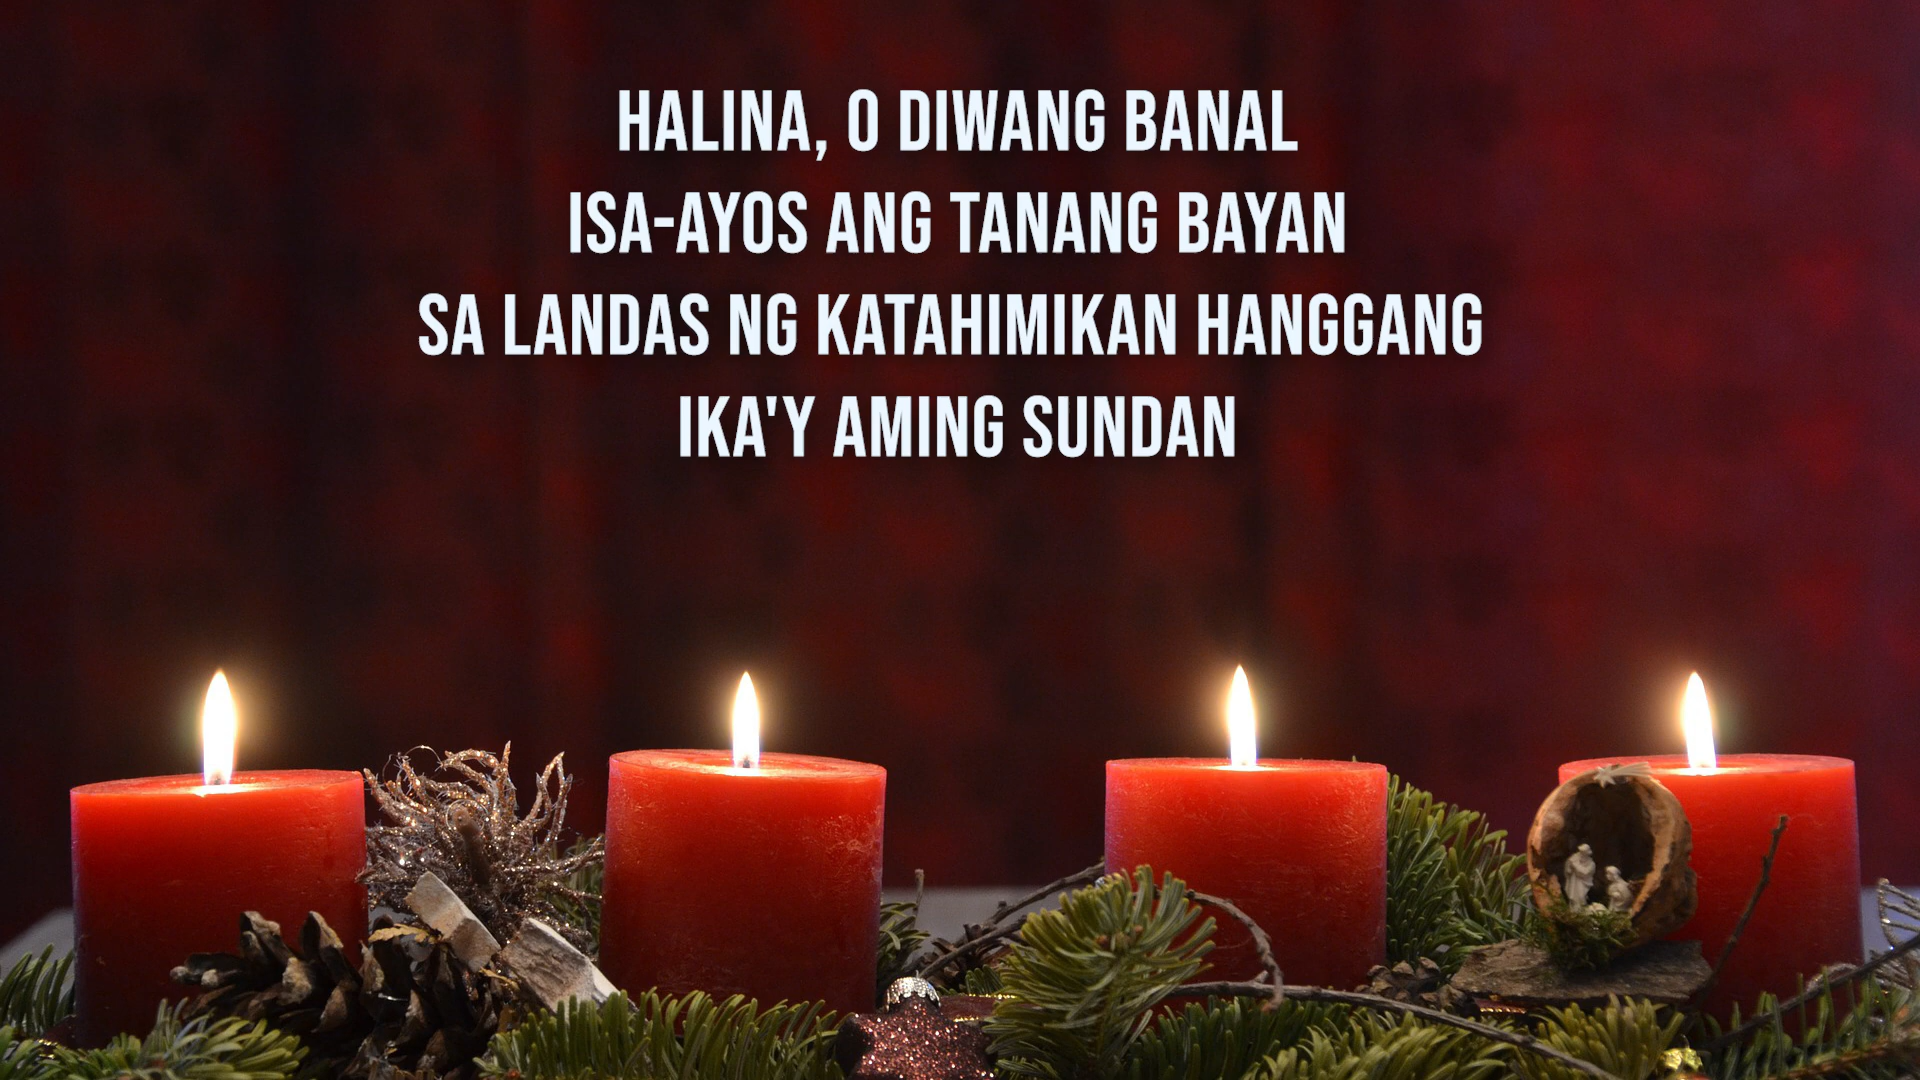 HALINA, O DIWANG BANAL
ISA-AYOS ANG TANANG BAYAN
SA LANDAS NG KATAHIMIKAN HANGGANG
IKA'Y AMING SUNDAN